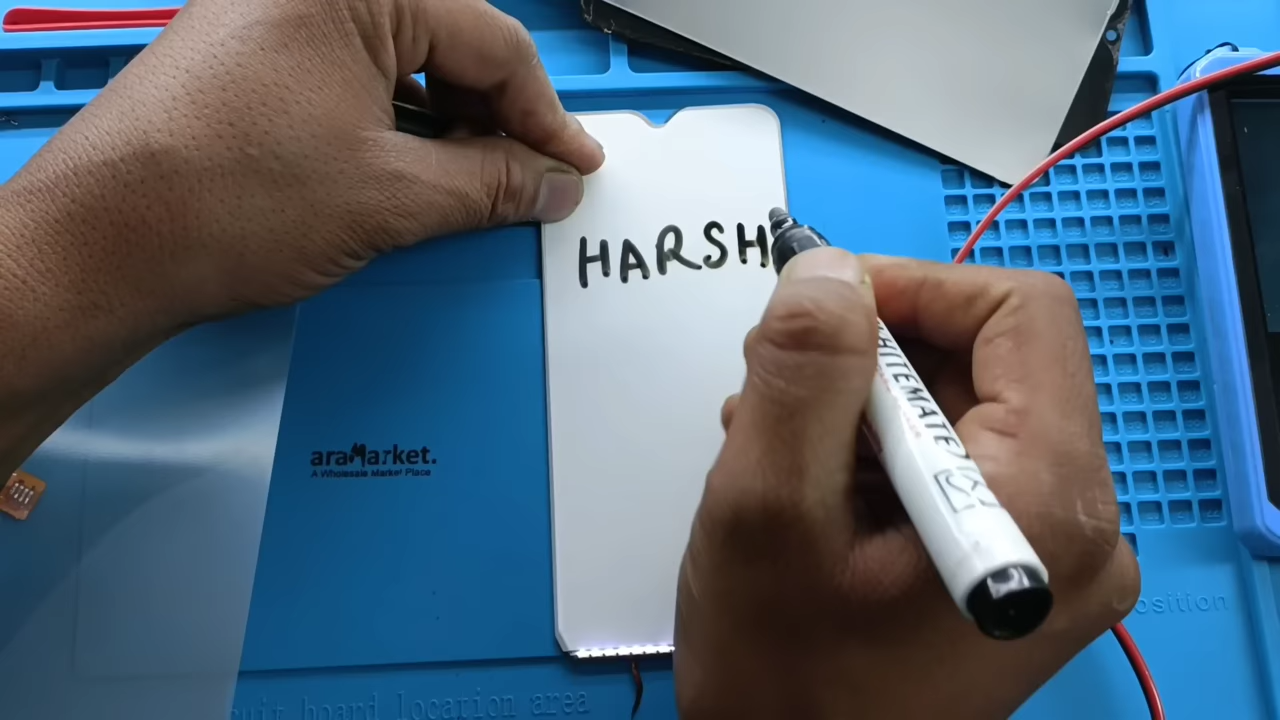 HARSH
WHITEMATE
araMarket.
A Wholesale Market Place
osition
cuit board location area